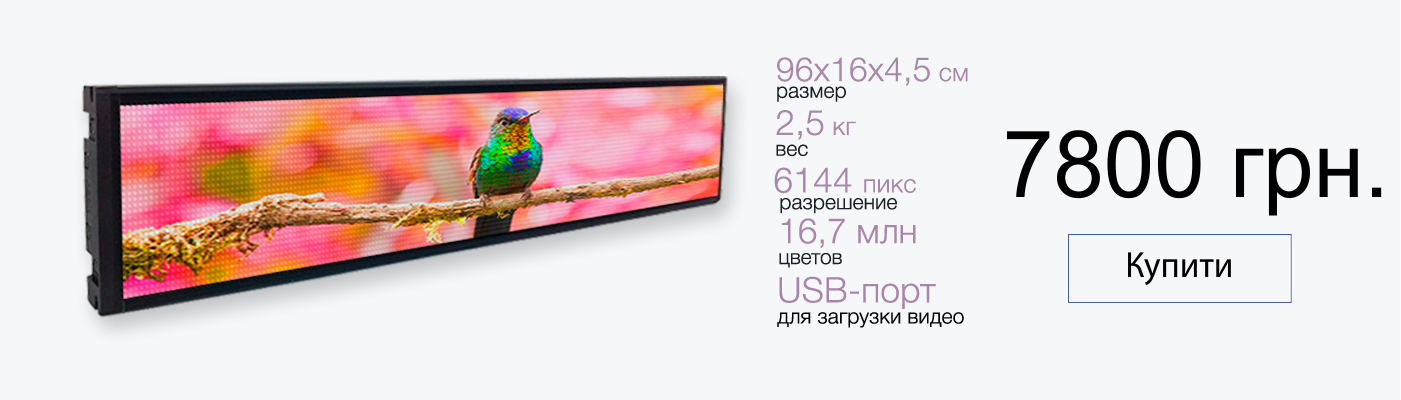 96x16x4,5 см
размер
2,5 кг
вес
6144 пикс
разрешение
16,7 млн
цветов
USB-порт
для загрузки видео
7800 грн.
Купити